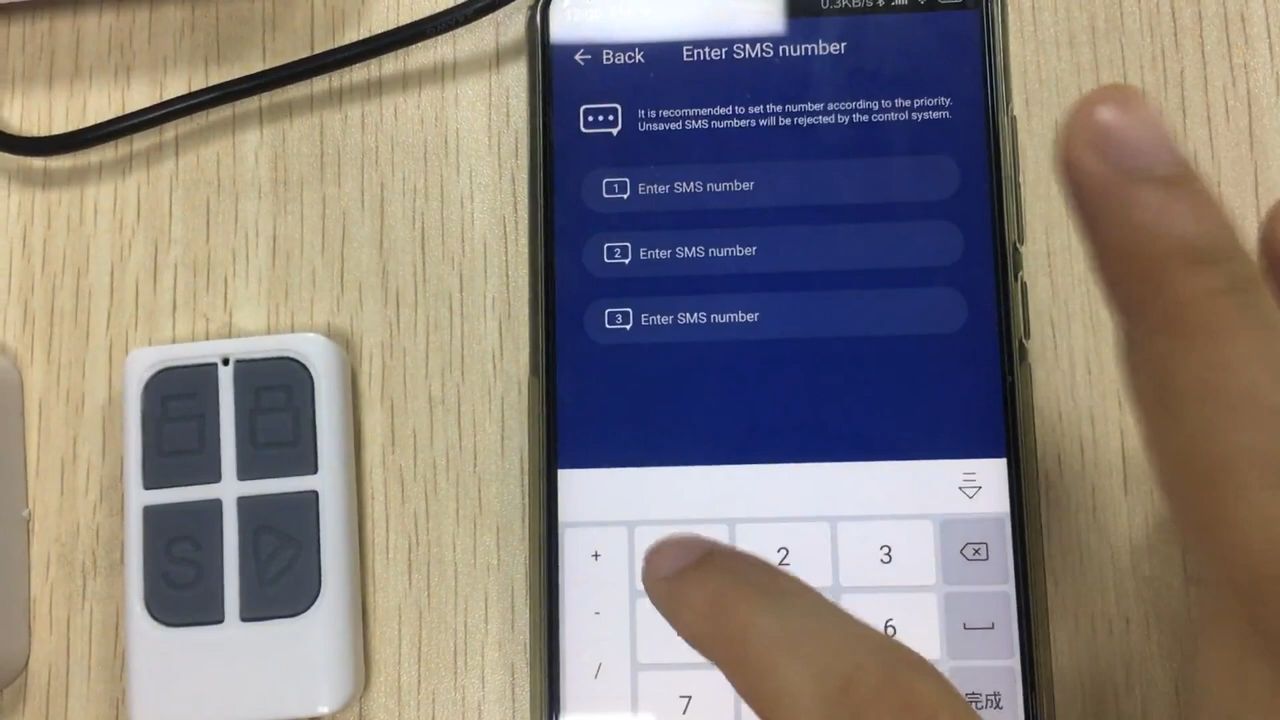 0.3KB/s
Back
Enter SMS number
It is recommended to set the number according to the priority.
Unsaved SMS numbers will be rejected by the control system.
1 Enter SMS number
2 Enter SMS number
3 Enter SMS number
+ 2 3
- 6
/ 7 完成
S